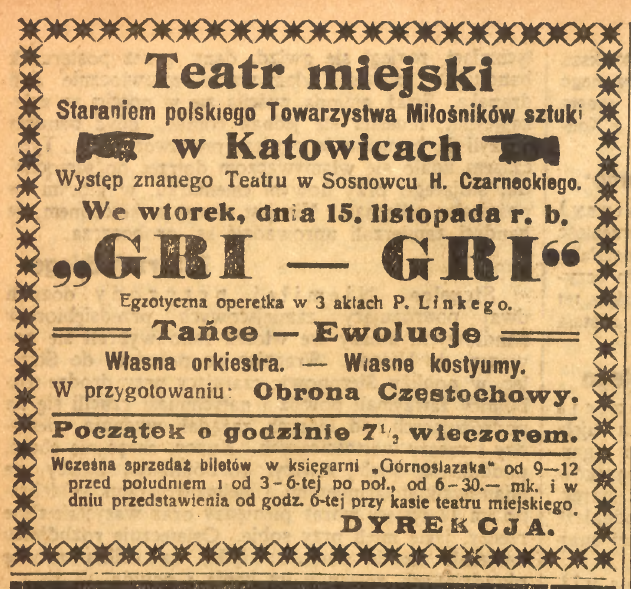 Teatr miejski
Staraniem polskiego Towarzystwa Miłośników sztuki
w Katowicach
Występ znanego Teatru w Sosnowcu H. Czarneckiego.
We wtorek, dnia 15. listopada r. b.
„GRI — GRI“
Egzotyczna operetka w 3 aktach P. Linkego.
Tańce — Ewolucje
Własna orkiestra. — Własne kostyumy.
W przygotowaniu: Obrona Częstochowy.
Początek o godzinie 7½ wieczorem.
Wczesna sprzedaż biletów w księgarni „Górnoslazaka“ od 9—12
przed południem i od 3-6-tej po poł., od 6-30.— mk. i w
dniu przedstawienia od godz. 6-tej przy kasie teatru miejskiego.
DYREKCJA.